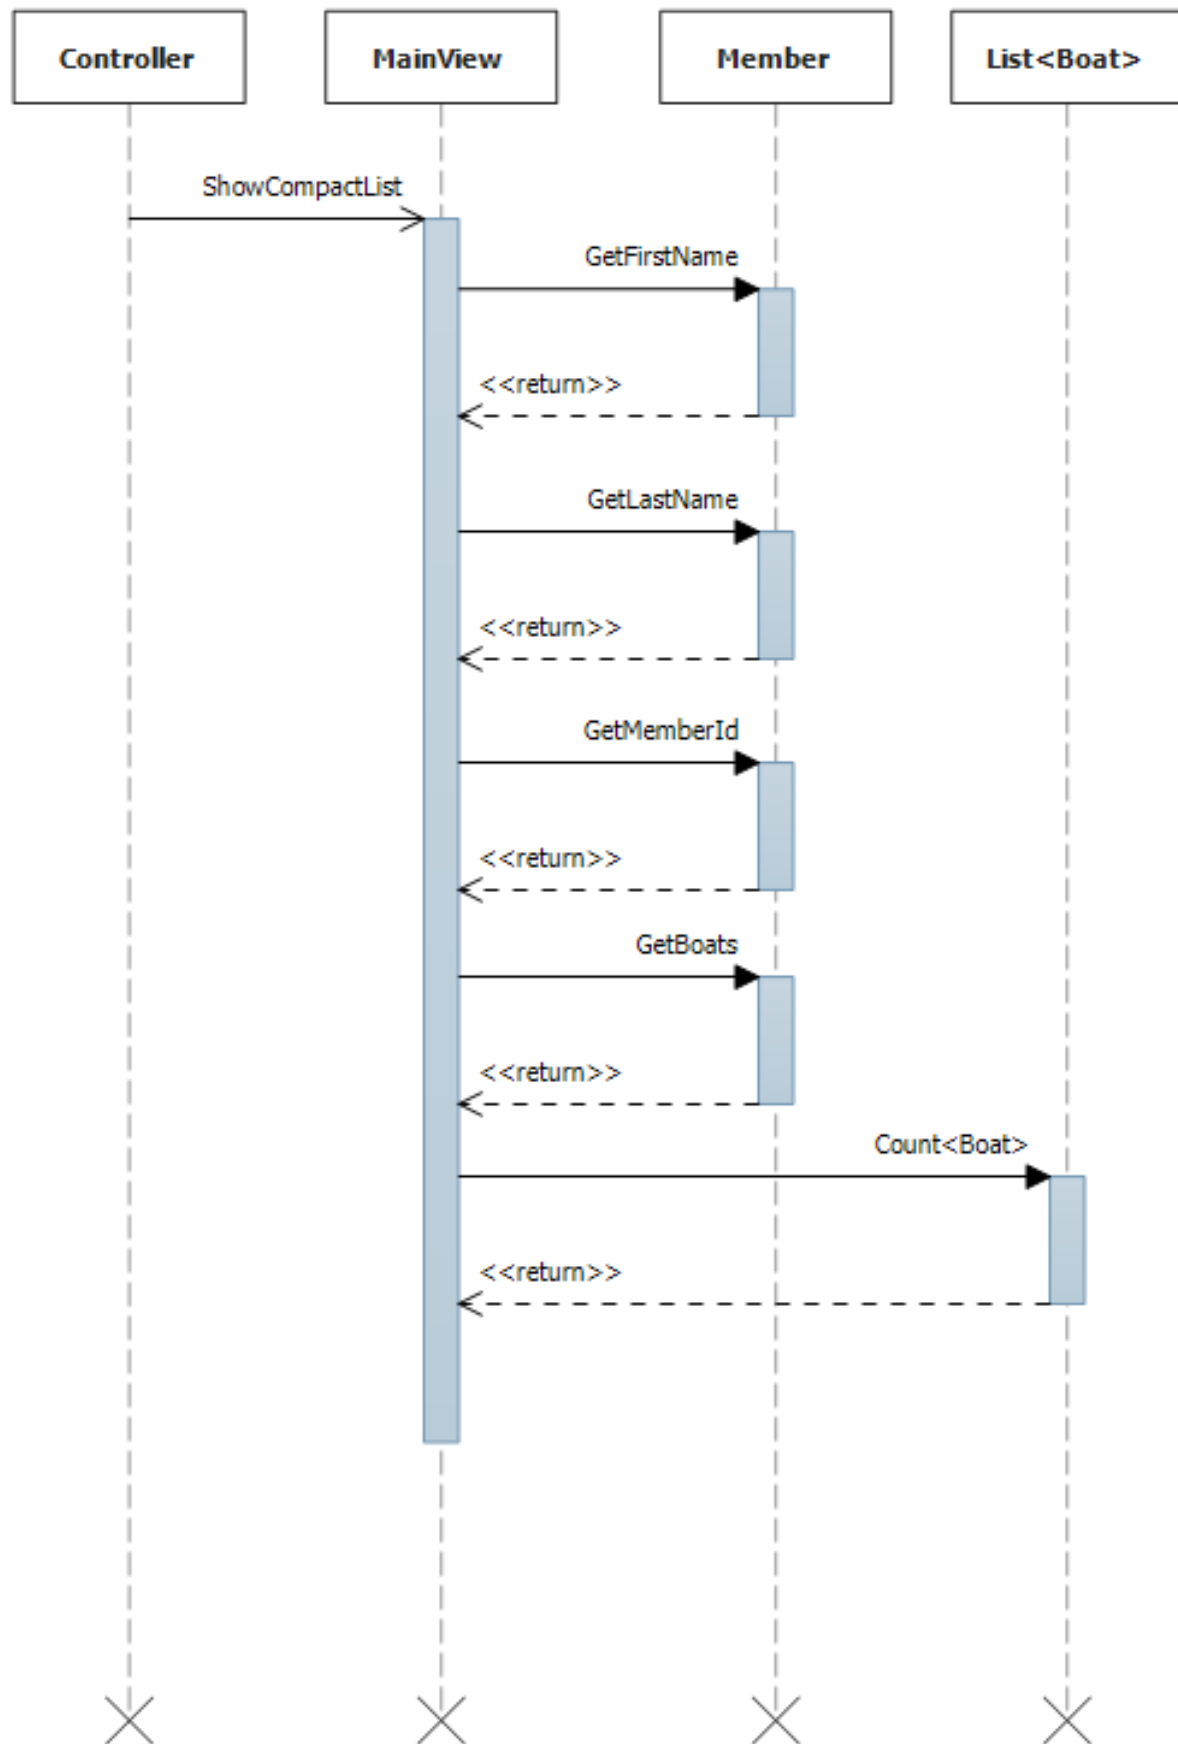 Controller
MainView
Member
List<Boat>
ShowCompactList
GetFirstName
<<return>>
GetLastName
<<return>>
GetMemberId
<<return>>
GetBoats
<<return>>
Count<Boat>
<<return>>